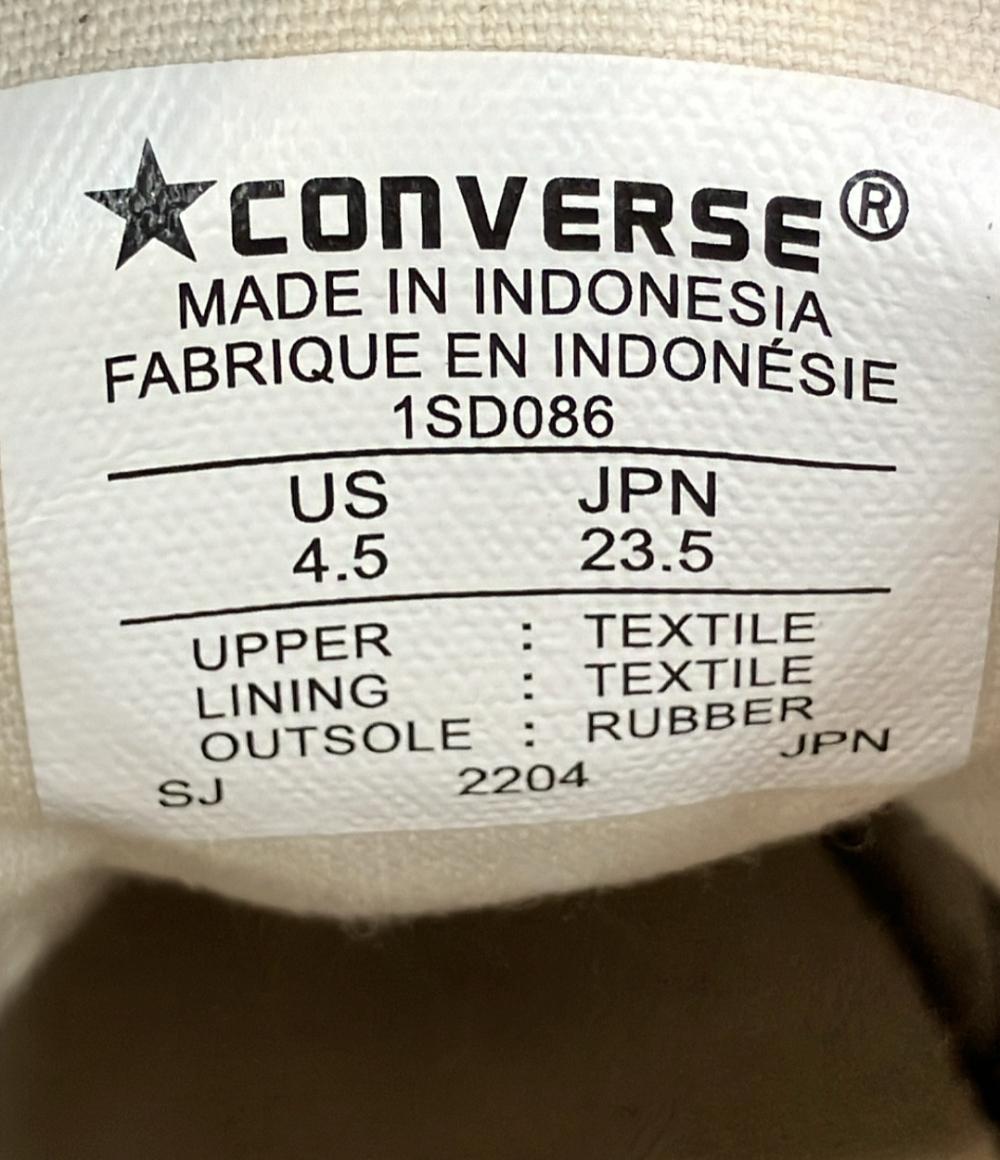 ★CONVERSE®
MADE IN INDONESIA
FABRIQUE EN INDONÉSIE
1SD086
US JPN
4.5 23.5
UPPER : TEXTILE
LINING : TEXTILE
OUTSOLE : RUBBER
SJ 2204 JPN